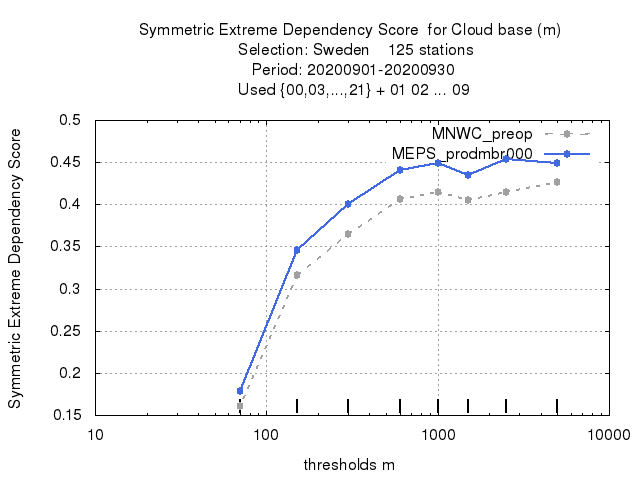 Symmetric Extreme Dependency Score for Cloud base (m)
Selection: Sweden 125 stations
Period: 20200901-20200930
Used {00,03,...,21} + 01 02 ... 09
MNWC_preop
MEPS_prodmbr000
Symmetric Extreme Dependency Score
0.5
0.45
0.4
0.35
0.3
0.25
0.2
0.15
10 100 1000 10000
thresholds m